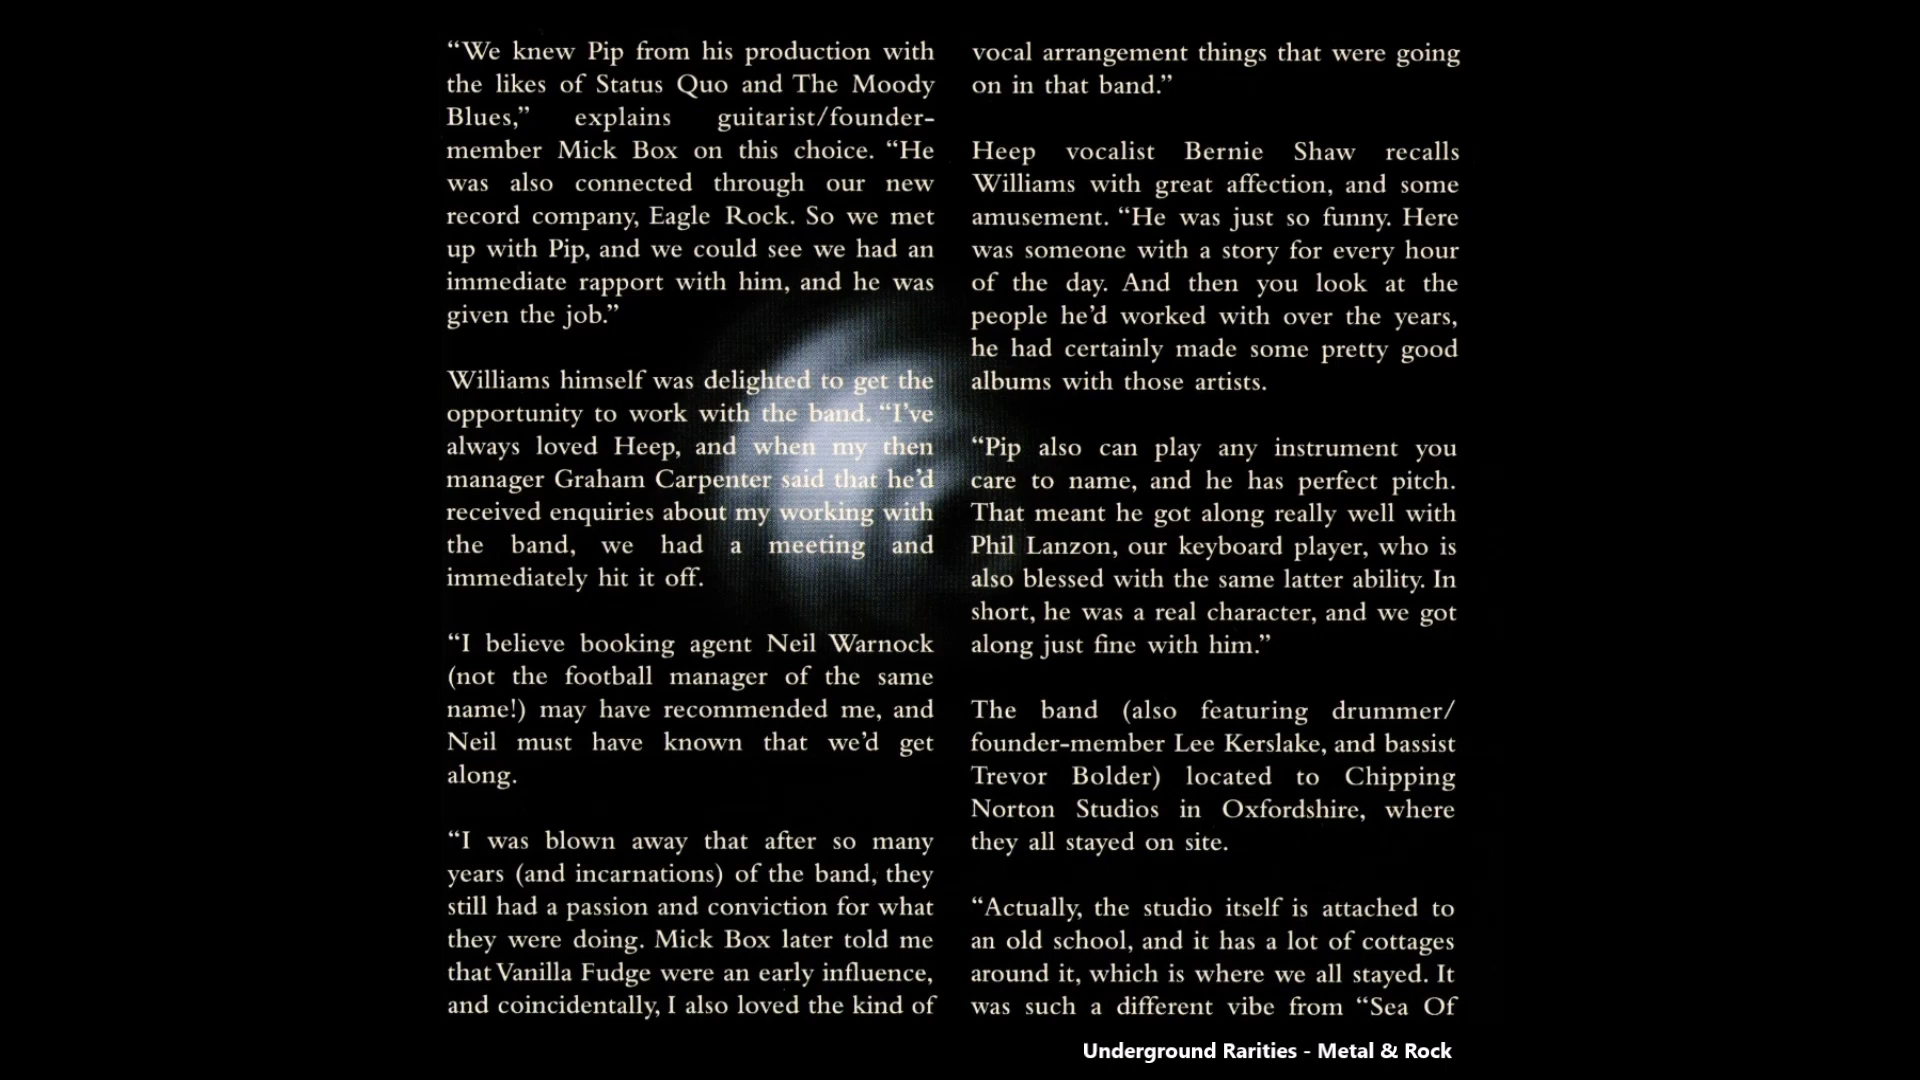 “We knew Pip from his production with
the likes of Status Quo and The Moody
Blues,” explains guitarist/founder-
member Mick Box on this choice. “He
was also connected through our new
record company, Eagle Rock. So we met
up with Pip, and we could see we had an
immediate rapport with him, and he was
given the job.”
Williams himself was delighted to get the
opportunity to work with the band. “I’ve
always loved Heep, and when my then
manager Graham Carpenter said that he’d
received enquiries about my working with
the band, we had a meeting and
immediately hit it off.
“I believe booking agent Neil Warnock
(not the football manager of the same
name!) may have recommended me, and
Neil must have known that we’d get
along.
“I was blown away that after so many
years (and incarnations) of the band, they
still had a passion and conviction for what
they were doing. Mick Box later told me
that Vanilla Fudge were an early influence,
and coincidentally, I also loved the kind of
vocal arrangement things that were going
on in that band.”
Heep vocalist Bernie Shaw recalls
Williams with great affection, and some
amusement. “He was just so funny. Here
was someone with a story for every hour
of the day. And then you look at the
people he’d worked with over the years,
he had certainly made some pretty good
albums with those artists.
“Pip also can play any instrument you
care to name, and he has perfect pitch.
That meant he got along really well with
Phil Lanzon, our keyboard player, who is
also blessed with the same latter ability. In
short, he was a real character, and we got
along just fine with him.”
The band (also featuring drummer/
founder-member Lee Kerslake, and bassist
Trevor Bolder) located to Chipping
Norton Studios in Oxfordshire, where
they all stayed on site.
“Actually, the studio itself is attached to
an old school, and it has a lot of cottages
around it, which is where we all stayed. It
was such a different vibe from “Sea Of
Underground Rarities - Metal & Rock